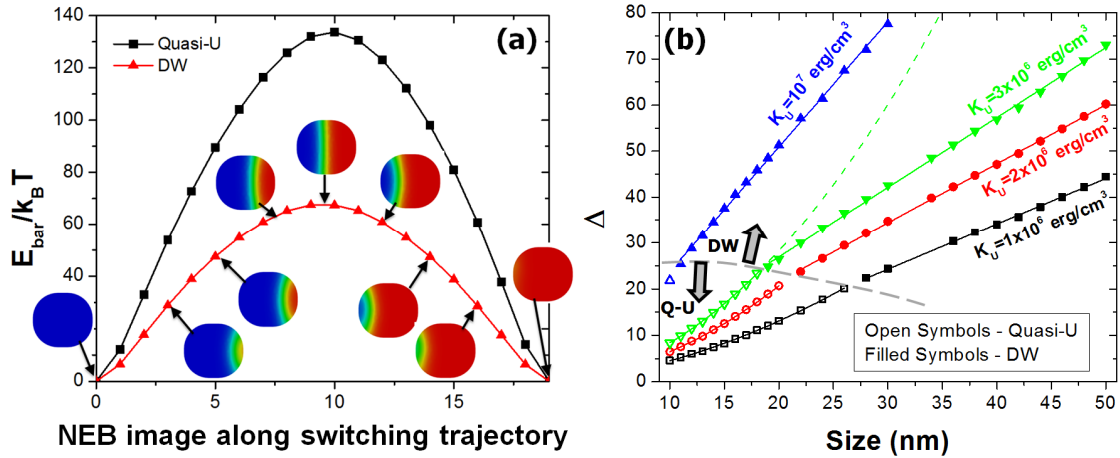 (a)
Quasi-U
DW
E_bar/k_BT
140
120
100
80
60
40
20
0
0
5
10
15
NEB image along switching trajectory
(b)
K_U=10^7 erg/cm^3
K_U=3x10^6 erg/cm^3
K_U=2x10^6 erg/cm^3
K_U=1x10^6 erg/cm^3
DW
Q-U
Open Symbols - Quasi-U
Filled Symbols - DW
Δ
80
70
60
50
40
30
20
10
0
10
15
20
25
30
35
40
45
50
Size (nm)